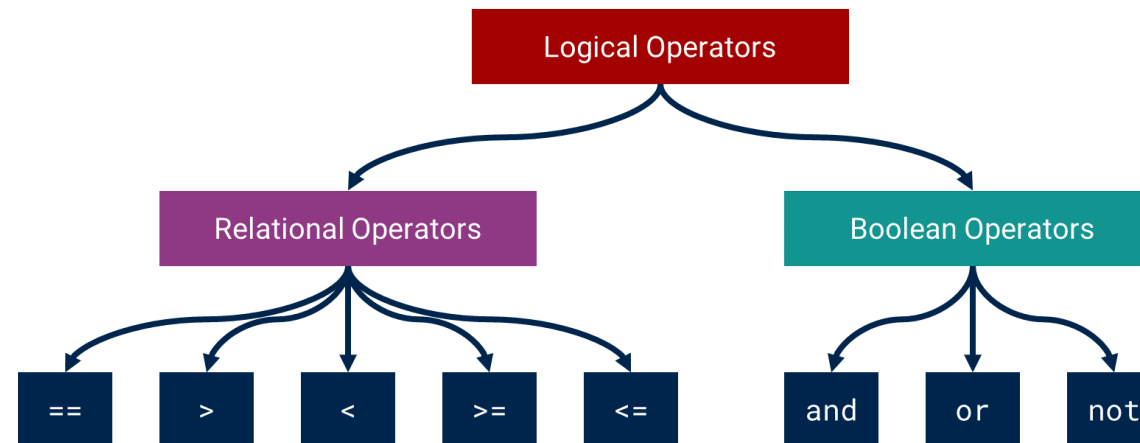 Logical Operators
Relational Operators
Boolean Operators
==
>
<
>=
<=
and
or
not